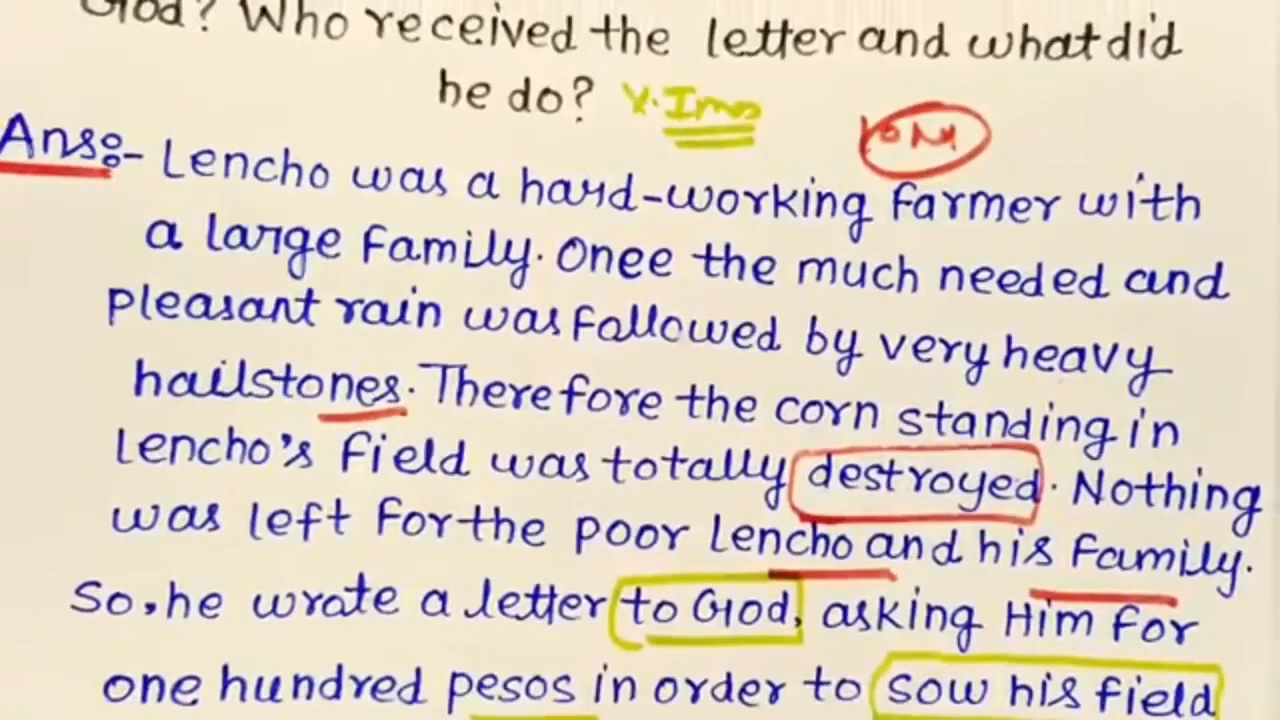 God? Who received the letter and what did
he do? V. Imp
Ans:- Lencho was a hard-working farmer with
a large family. Onee the much needed and
pleasant rain was followed by very heavy
hailstones. Therefore the corn standing in
Lencho's field was totally destroyed. Nothing
was left for the poor Lencho and his family.
So, he wrote a letter to God, asking Him for
one hundred pesos in order to sow his field